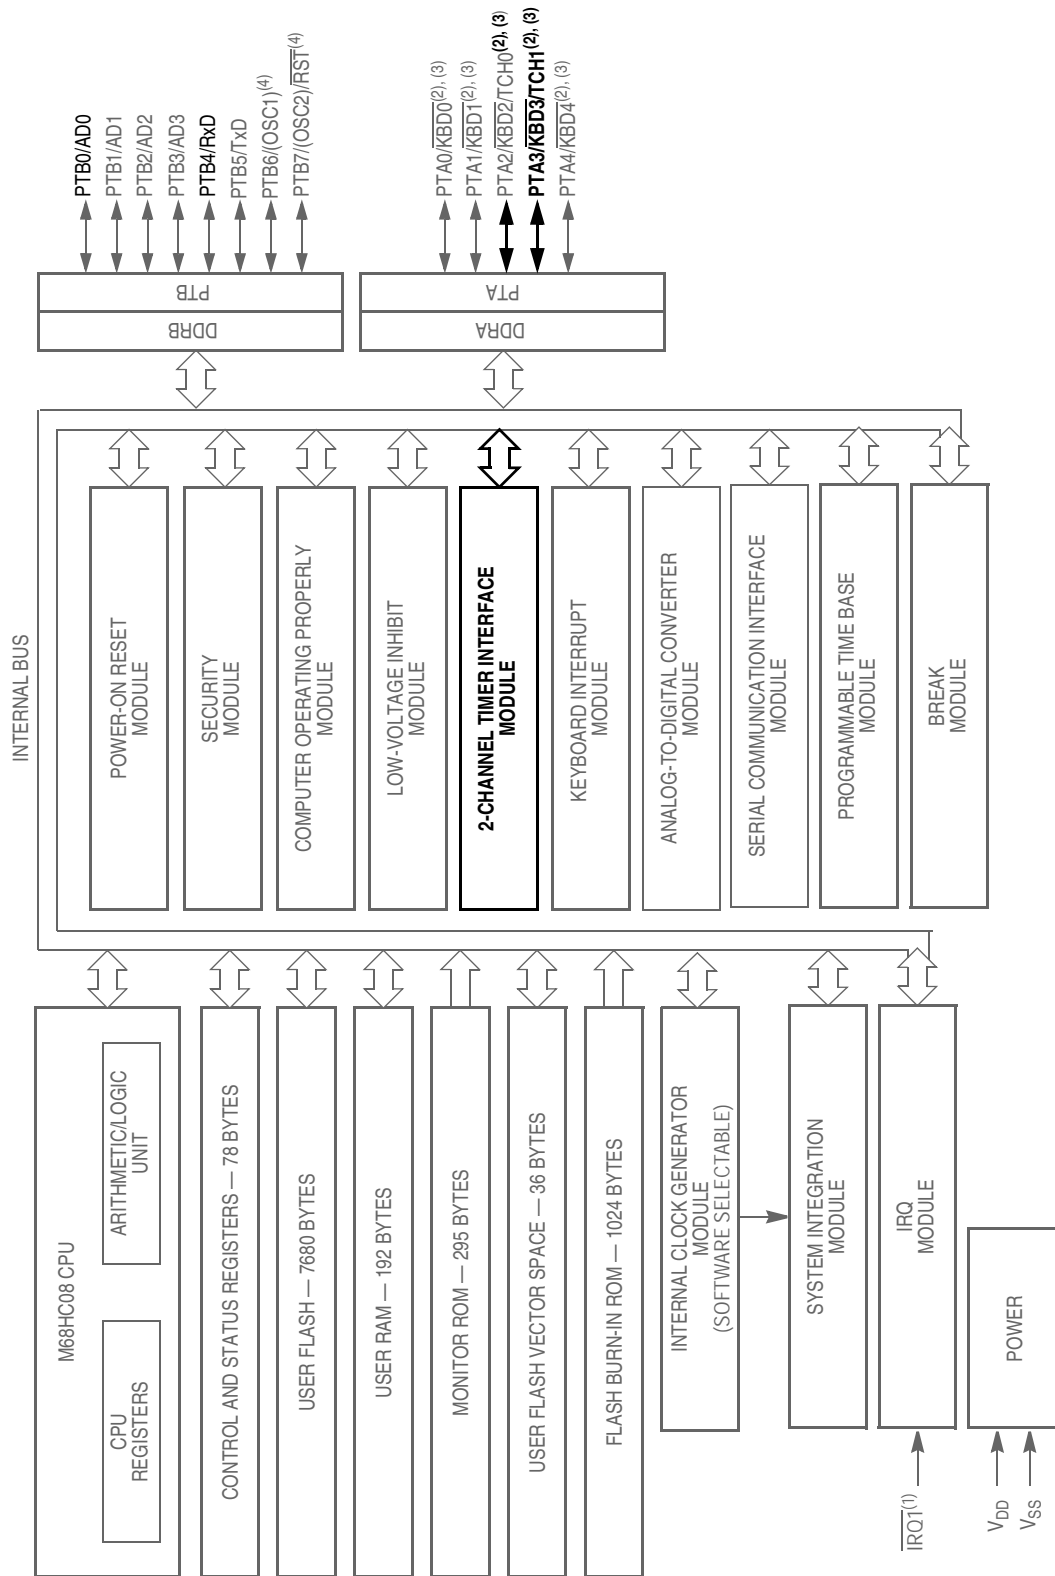 INTERNAL BUS
M68HC08 CPU
CPU
REGISTERS
ARITHMETIC/LOGIC
UNIT
CONTROL AND STATUS REGISTERS — 78 BYTES
USER FLASH — 7680 BYTES
USER RAM — 192 BYTES
MONITOR ROM — 295 BYTES
USER FLASH VECTOR SPACE — 36 BYTES
FLASH BURN-IN ROM — 1024 BYTES
INTERNAL CLOCK GENERATOR
MODULE
(SOFTWARE SELECTABLE)
SYSTEM INTEGRATION
MODULE
IRQ
MODULE
POWER
IRQ1(1)
VDD
VSS
POWER-ON RESET
MODULE
SECURITY
MODULE
COMPUTER OPERATING PROPERLY
MODULE
LOW-VOLTAGE INHIBIT
MODULE
2-CHANNEL TIMER INTERFACE
MODULE
KEYBOARD INTERRUPT
MODULE
ANALOG-TO-DIGITAL CONVERTER
MODULE
SERIAL COMMUNICATION INTERFACE
MODULE
PROGRAMMABLE TIME BASE
MODULE
BREAK
MODULE
DDRB
PTB
DDRA
PTA
PTB0/AD0
PTB1/AD1
PTB2/AD2
PTB3/AD3
PTB4/RxD
PTB5/TxD
PTB6/(OSC1)(4)
PTB7/(OSC2)/RST(4)
PTA0/KBD0(2), (3)
PTA1/KBD1(2), (3)
PTA2/KBD2/TCH0(2), (3)
PTA3/KBD3/TCH1(2), (3)
PTA4/KBD4(2), (3)